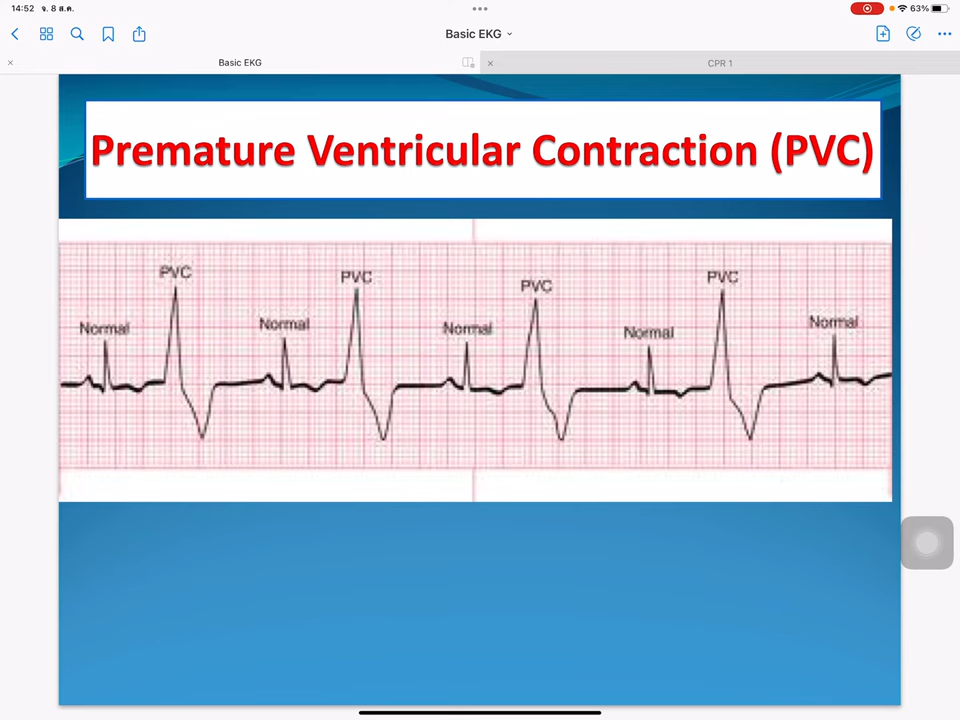 14:52 จ. 8 ส.ค.
63%
Basic EKG
Basic EKG
CPR 1
Premature Ventricular Contraction (PVC)
PVC PVC PVC PVC
Normal Normal Normal Normal Normal